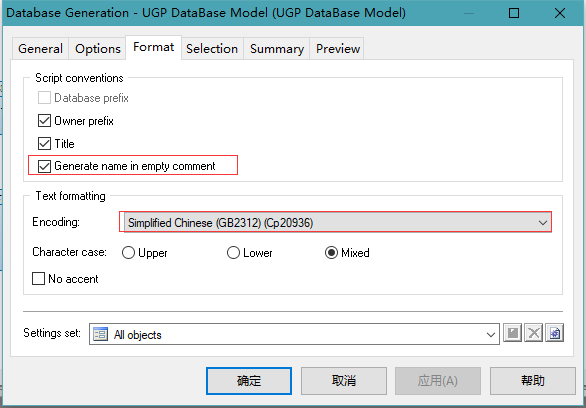 Database Generation - UGP DataBase Model (UGP DataBase Model)
General Options Format Selection Summary Preview
Script conventions
Database prefix
Owner prefix
Title
Generate name in empty comment
Text formatting
Encoding: Simplified Chinese (GB2312) (Cp20936)
Character case: Upper Lower Mixed
No accent
Settings set: All objects
确定 取消 应用(A) 帮助